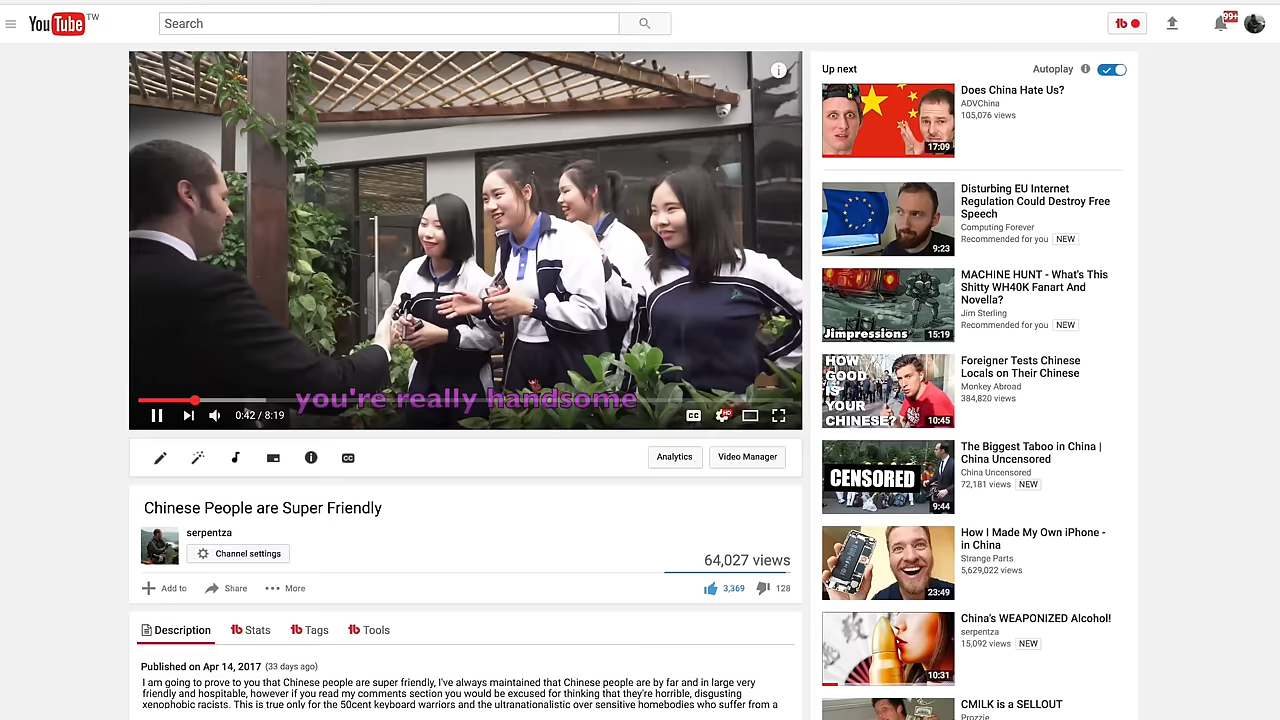 YouTube TW
Search
99+
you're really handsome
0:42 / 8:19
CC
HD
Analytics
Video Manager
Chinese People are Super Friendly
serpentza
Channel settings
64,027 views
Add to
Share
More
3,369
128
Description
Stats
Tags
Tools
Published on Apr 14, 2017 (33 days ago)
I am going to prove to you that Chinese people are super friendly, I've always maintained that Chinese people are by far and in large very
friendly and welcoming, however if you read my comments section you would be excused for thinking that they're horrible, disgusting
xenophobic racists. This is true only for the 50cent keyboard warriors and the ultranationalistic over sensitive homebodies who suffer from a
Up next
Autoplay
17:09
Does China Hate Us?
ADVChina
105,076 views
9:23
Disturbing EU Internet
Regulation Could Destroy Free
Speech
Computing Forever
Recommended for you NEW
Jimpressions
15:19
MACHINE HUNT - What's This
Shitty WH40K Fanart And
Novella?
Jim Sterling
Recommended for you NEW
HOW
GOOD
IS
YOUR
CHINESE?
10:45
Foreigner Tests Chinese
Locals on Their Chinese
Monkey Abroad
384,820 views
CENSORED
9:44
The Biggest Taboo in China |
China Uncensored
China Uncensored
72,181 views NEW
23:49
How I Made My Own iPhone -
in China
Strange Parts
5,629,022 views
10:31
China's WEAPONIZED Alcohol!
serpentza
15,092 views NEW
CMILK is a SELLOUT
Prozzie